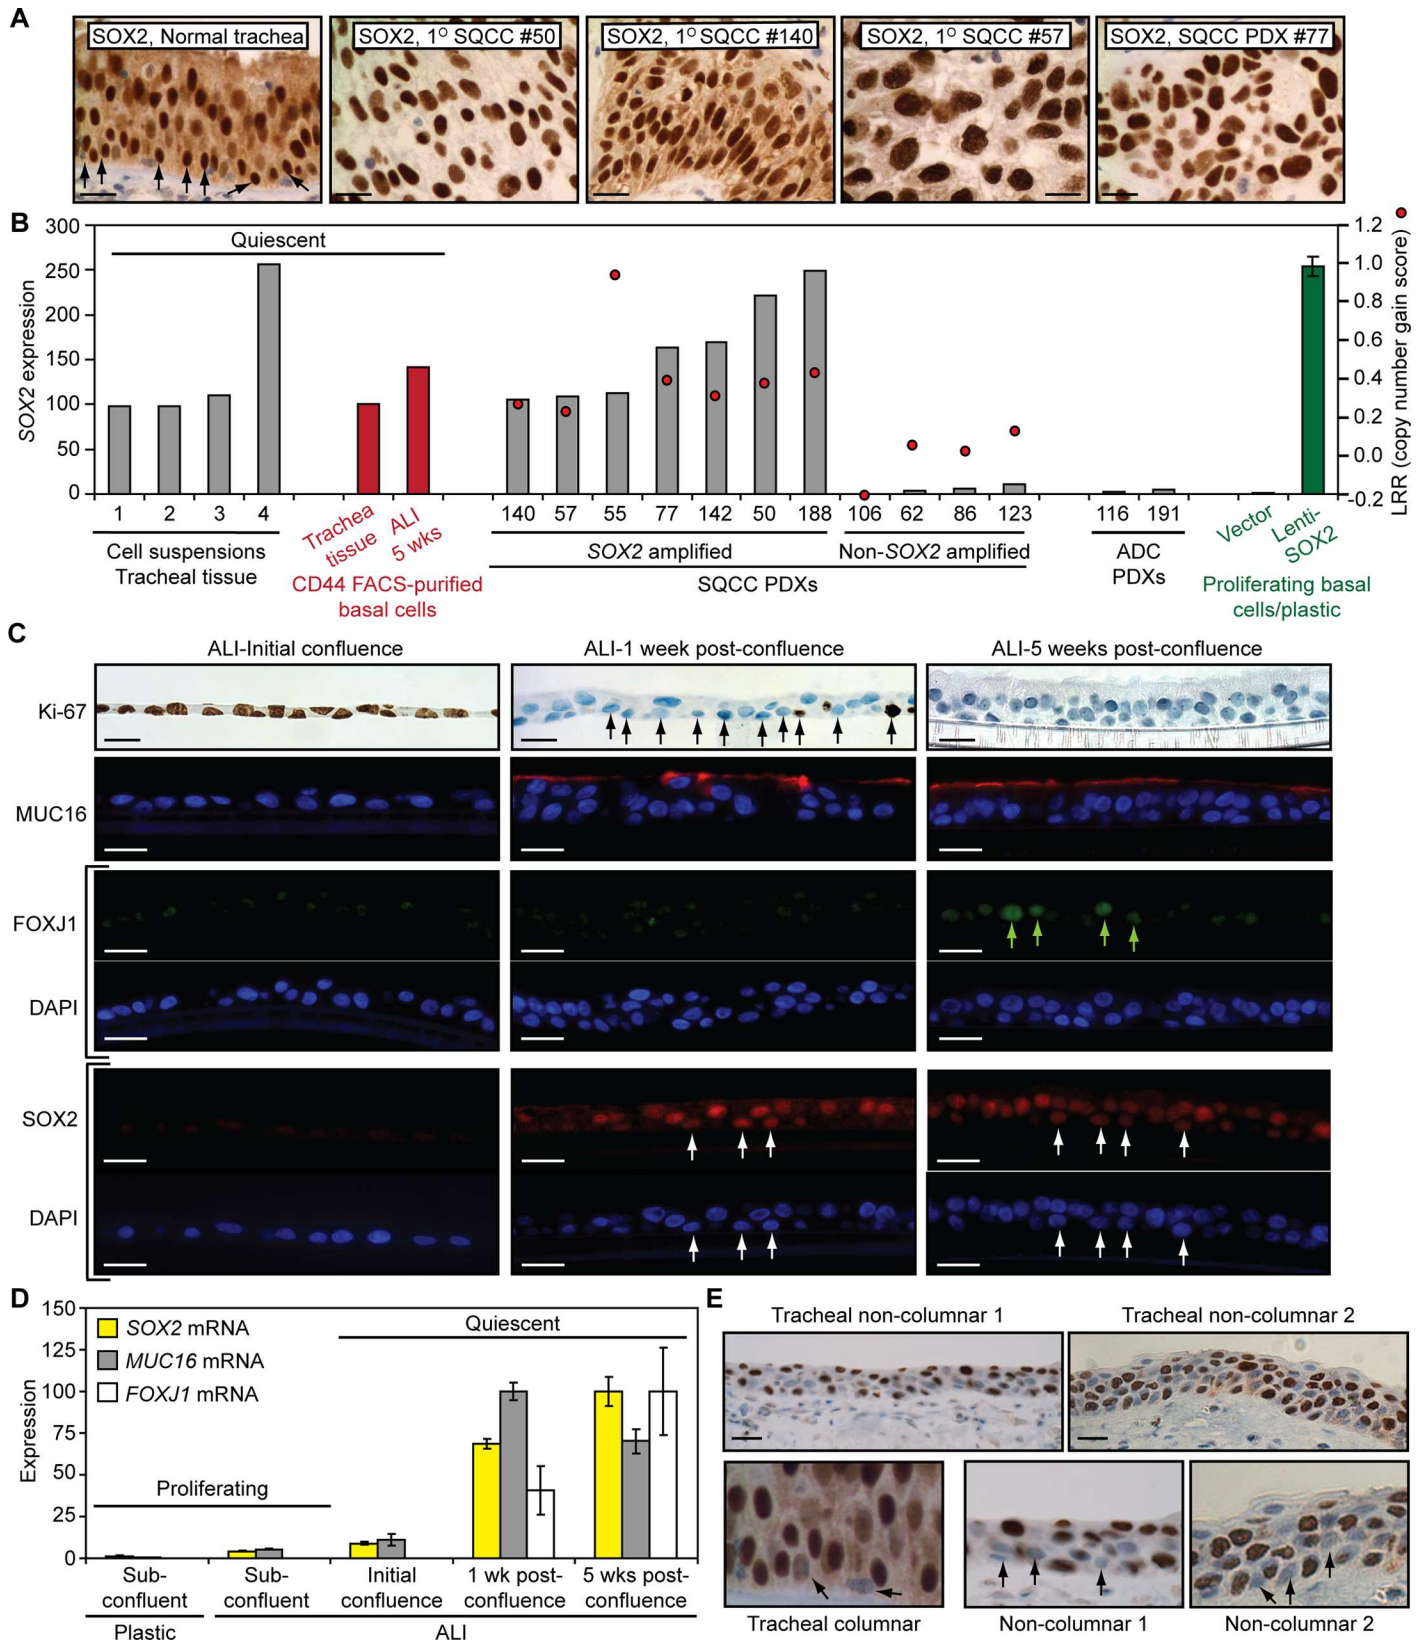 A
SOX2, Normal trachea
SOX2, 1° SQCC #50
SOX2, 1° SQCC #140
SOX2, 1° SQCC #57
SOX2, SQCC PDX #77
B
SOX2 expression
300
250
200
150
100
50
0
Quiescent
1 2 3 4
Cell suspensions
Tracheal tissue
Trachea
tissue
ALI
5 wks
CD44 FACS-purified
basal cells
140 57 55 77 142 50 188
SOX2 amplified
106 62 86 123
Non-SOX2 amplified
SQCC PDXs
116 191
ADC
PDXs
Vector
Lenti-
SOX2
Proliferating basal
cells/plastic
1.2
1.0
0.8
0.6
0.4
0.2
0.0
-0.2
LRR (copy number gain score)
C
ALI-Initial confluence
ALI-1 week post-confluence
ALI-5 weeks post-confluence
Ki-67
MUC16
FOXJ1
DAPI
SOX2
DAPI
D
Expression
150
125
100
75
50
25
0
SOX2 mRNA
MUC16 mRNA
FOXJ1 mRNA
Proliferating
Quiescent
Sub-
confluent
Sub-
confluent
Initial
confluence
1 wk post-
confluence
5 wks post-
confluence
Plastic
ALI
E
Tracheal non-columnar 1
Tracheal non-columnar 2
Tracheal columnar
Non-columnar 1
Non-columnar 2